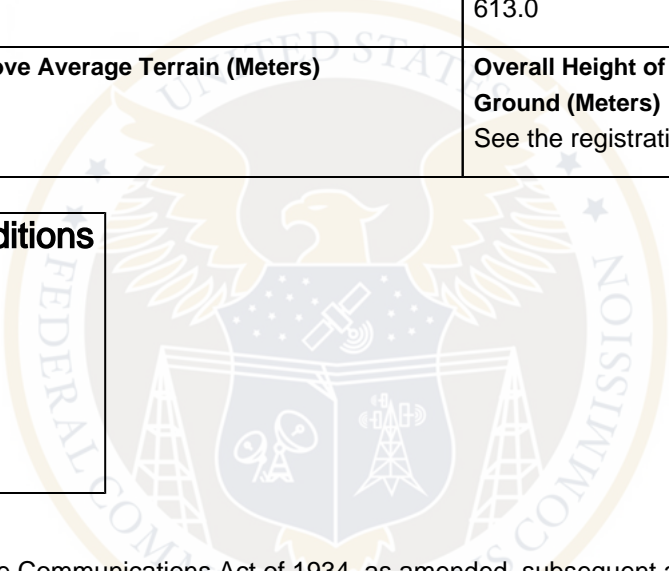 613.0
ove Average Terrain (Meters)
Overall Height of
Ground (Meters)
See the registrati
ditions
UNITED STATES
FEDERAL COMMUNICATIONS COMMISSION
e Communications Act of 1934, as amended, subsequent a